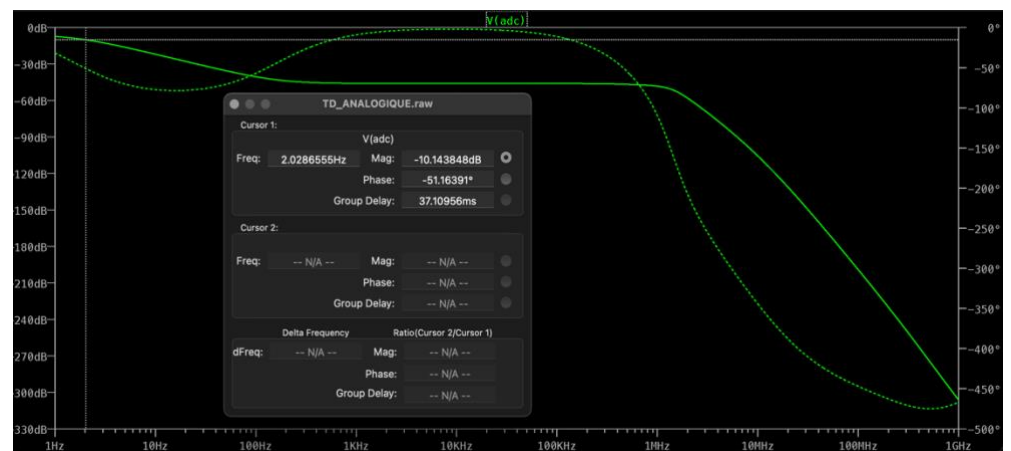 V(adc)
0dB
0°
-30dB
-50°
-60dB
-100°
-90dB
-150°
120dB
-200°
150dB
-250°
180dB
210dB
-300°
240dB
-350°
270dB
-400°
300dB
-450°
330dB
-500°
TD_ANALOGIQUE.raw
Cursor 1:
V(adc)
Freq: 2.0286555Hz Mag: -10.143848dB
Phase: -51.16391°
Group Delay: 37.10956ms
Cursor 2:
Freq: -- N/A -- Mag: -- N/A --
Phase: -- N/A --
Group Delay: -- N/A --
Delta Frequency Ratio(Cursor 2/Cursor 1)
dFreq: -- N/A -- Mag: -- N/A --
Phase: -- N/A --
Group Delay: -- N/A --
1Hz 10Hz 100Hz 1KHz 10KHz 100KHz 1MHz 10MHz 100MHz 1GHz